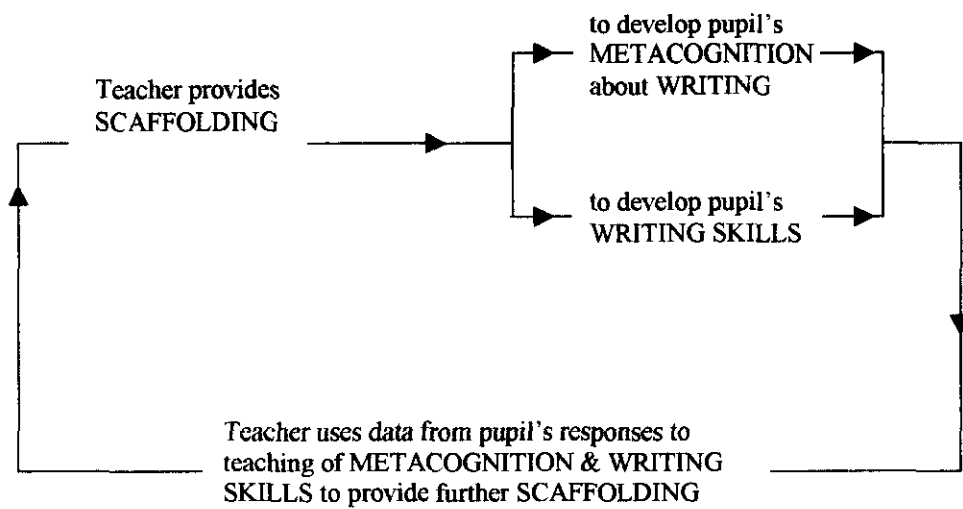 Teacher provides
SCAFFOLDING
to develop pupil's
METACOGNITION
about WRITING
to develop pupil's
WRITING SKILLS
Teacher uses data from pupil's responses to
teaching of METACOGNITION & WRITING
SKILLS to provide further SCAFFOLDING